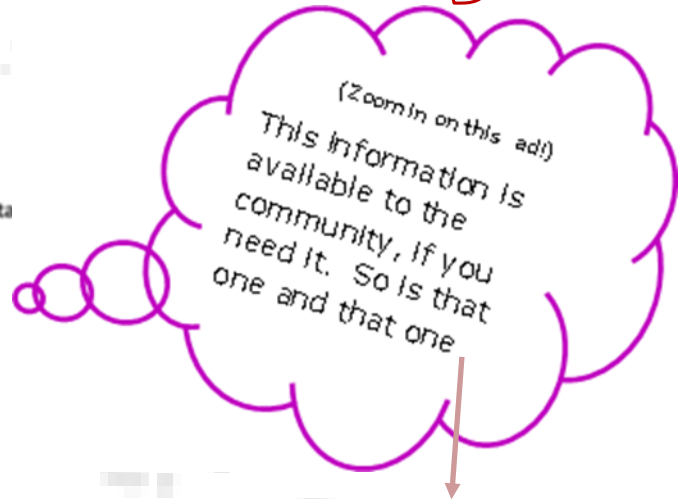 (Zoom in on this ad!)
This information is
available to the
community, if you
need it. So is that
one and that one